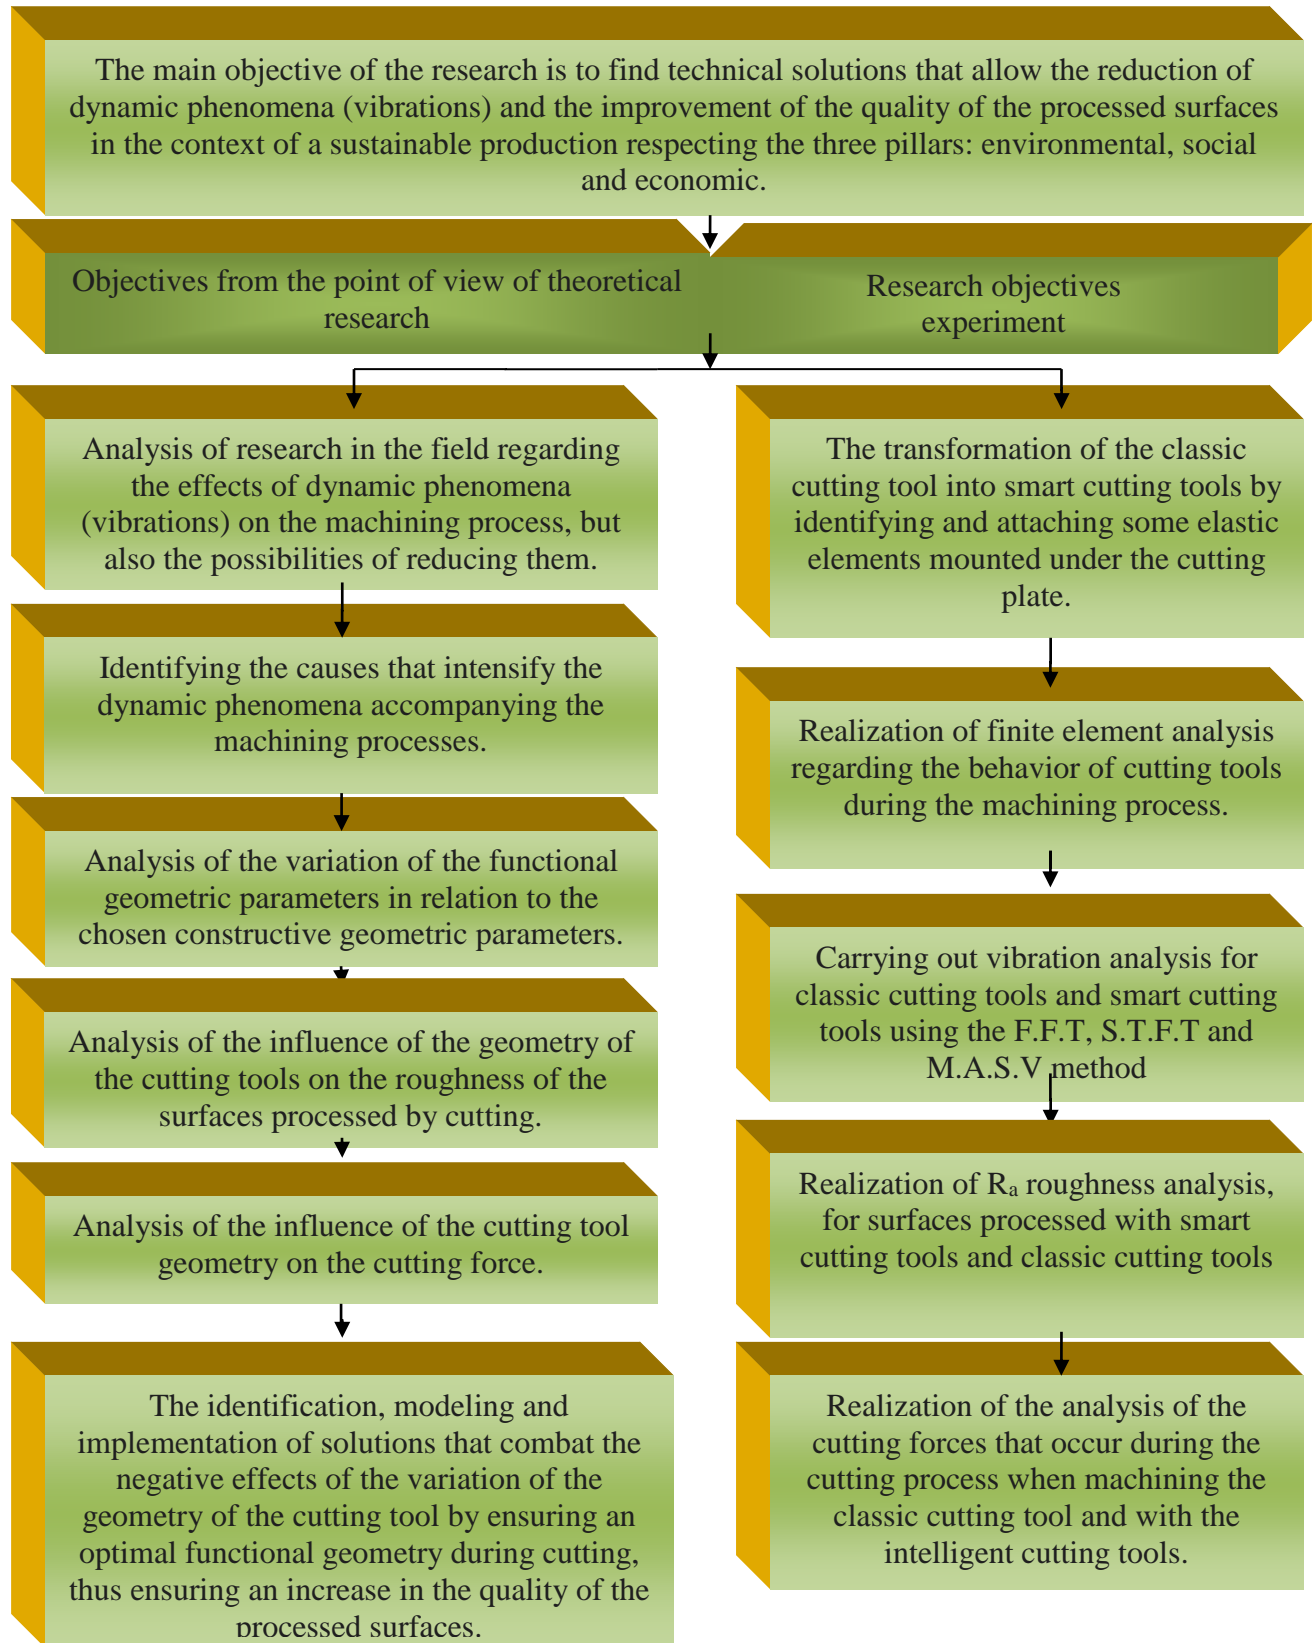 The main objective of the research is to find technical solutions that allow the reduction of
dynamic phenomena (vibrations) and the improvement of the quality of the processed surfaces
in the context of a sustainable production respecting the three pillars: environmental, social
and economic.
Objectives from the point of view of theoretical
research
Research objectives
experiment
Analysis of research in the field regarding
the effects of dynamic phenomena
(vibrations) on the machining process, but
also the possibilities of reducing them.
Identifying the causes that intensify the
dynamic phenomena accompanying the
machining processes.
Analysis of the variation of the functional
geometric parameters in relation to the
chosen constructive geometric parameters.
Analysis of the influence of the geometry of
the cutting tools on the roughness of the
surfaces processed by cutting.
Analysis of the influence of the cutting tool
geometry on the cutting force.
The identification, modeling and
implementation of solutions that combat the
negative effects of the variation of the
geometry of the cutting tool by ensuring an
optimal functional geometry during cutting,
thus ensuring an increase in the quality of the
processed surfaces.
The transformation of the classic
cutting tool into smart cutting tools by
identifying and attaching some elastic
elements mounted under the cutting
plate.
Realization of finite element analysis
regarding the behavior of cutting tools
during the machining process.
Carrying out vibration analysis for
classic cutting tools and smart cutting
tools using the F.F.T, S.T.F.T and
M.A.S.V method
Realization of Rₐ roughness analysis,
for surfaces processed with smart
cutting tools and classic cutting tools
Realization of the analysis of the
cutting forces that occur during the
cutting process when machining the
classic cutting tool and with the
intelligent cutting tools.